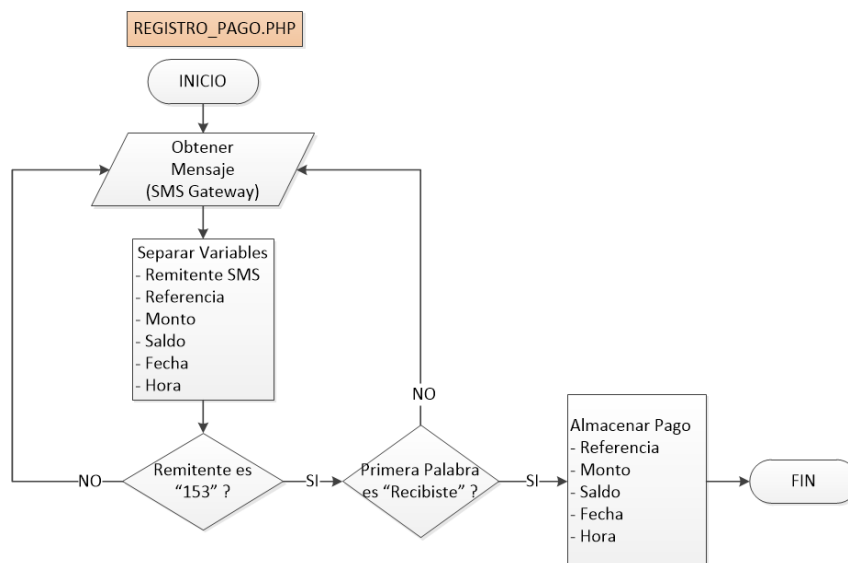 REGISTRO_PAGO.PHP
INICIO
Obtener
Mensaje
(SMS Gateway)
Separar Variables
- Remitente SMS
- Referencia
- Monto
- Saldo
- Fecha
- Hora
Remitente es
“153” ?
NO
SI
Primera Palabra
es “Recibiste” ?
NO
SI
Almacenar Pago
- Referencia
- Monto
- Saldo
- Fecha
- Hora
FIN